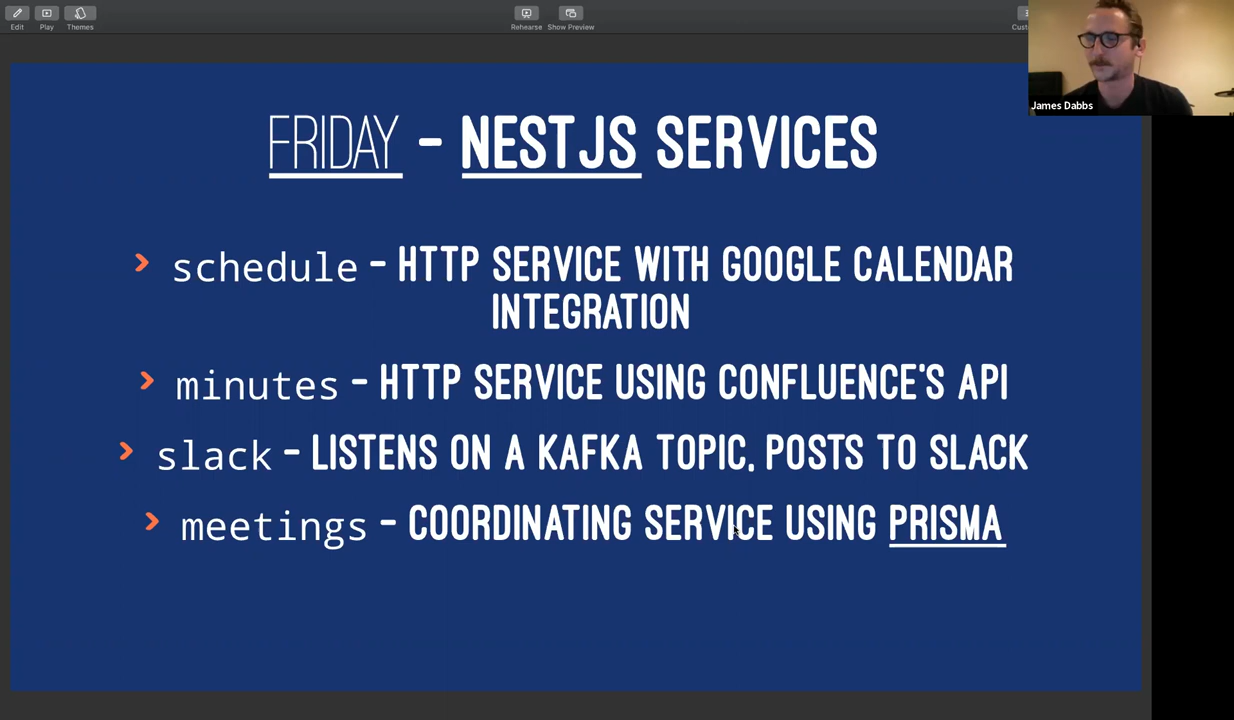 Edit
Play
Themes
Rehearse
Show Preview
James Dabbs
FRIDAY - NESTJS SERVICES
schedule - HTTP SERVICE WITH GOOGLE CALENDAR
INTEGRATION
minutes - HTTP SERVICE USING CONFLUENCE'S API
slack - LISTENS ON A KAFKA TOPIC, POSTS TO SLACK
meetings - COORDINATING SERVICE USING PRISMA